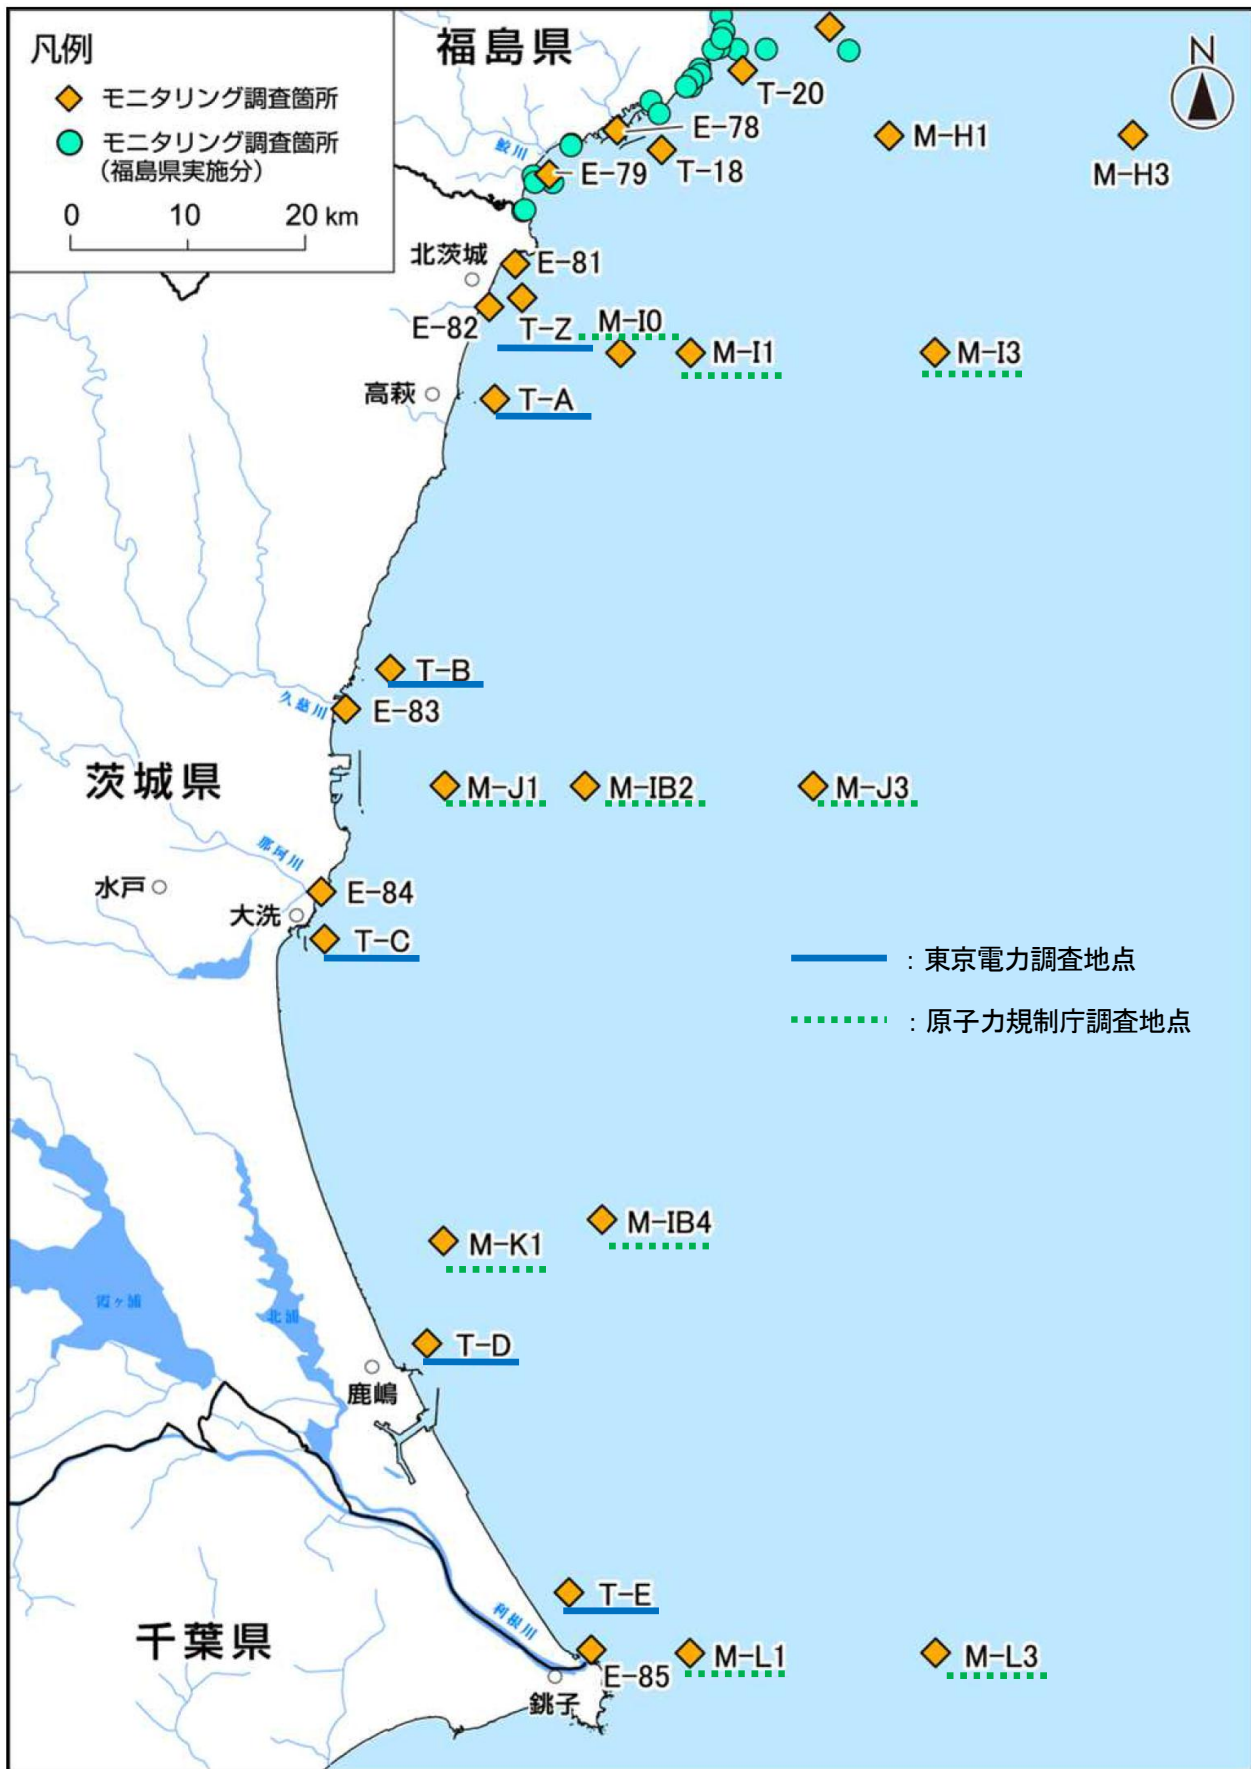 凡例
モニタリング調査箇所
モニタリング調査箇所
(福島県実施分)
0 10 20 km
福島県
N
T-20
E-78
M-H1
鮫川
T-18
M-H3
E-79
北茨城
E-81
E-82
T-Z
M-I0
M-I1
M-I3
高萩
T-A
T-B
久慈川
E-83
茨城県
M-J1
M-IB2
M-J3
那珂川
水戸
E-84
大洗
T-C
：東京電力調査地点
：原子力規制庁調査地点
M-IB4
M-K1
霞ヶ浦
北浦
T-D
鹿嶋
T-E
利根川
千葉県
M-L1
M-L3
E-85
銚子